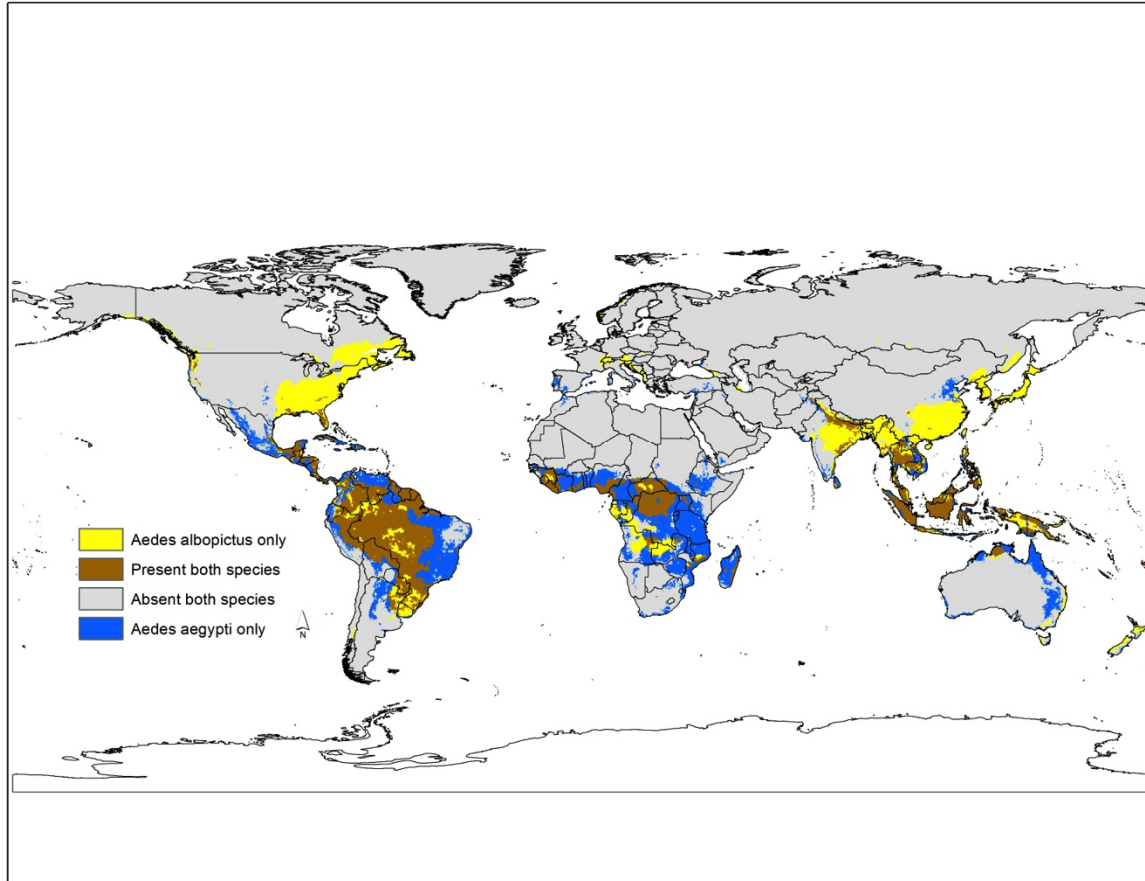 Aedes albopictus only
Present both species
Absent both species
Aedes aegypti only
N